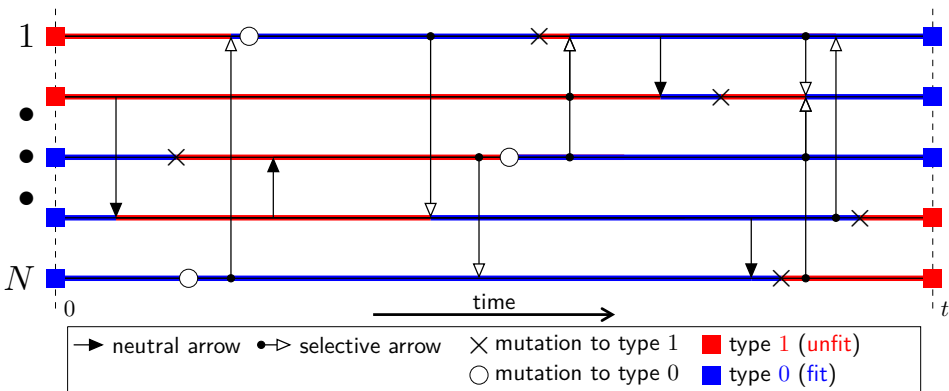 1
N
0
time
t
neutral arrow selective arrow mutation to type 1 type 1 (unfit)
mutation to type 0 type 0 (fit)